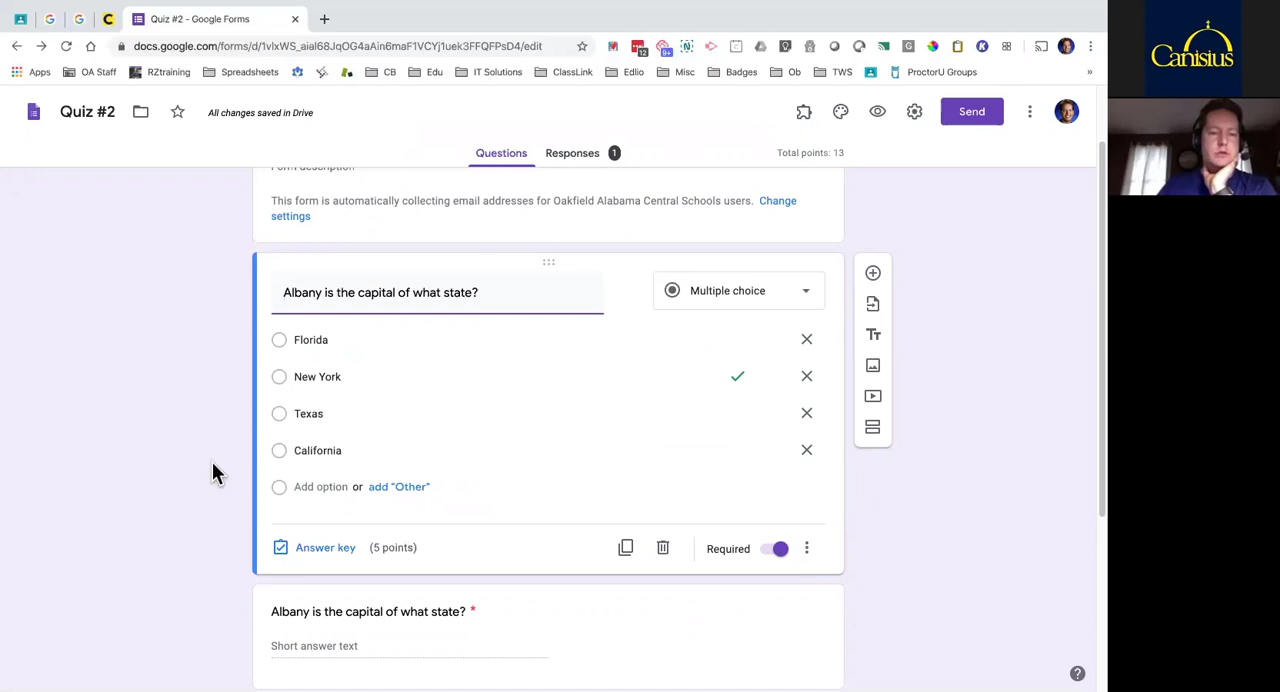 Quiz #2 - Google Forms
docs.google.com/forms/d/1vlxWS_aial68JqOG4aAin6maF1VCYj1uek3FFQFPsD4/edit
12
9+
Apps
OA Staff
RZtraining
Spreadsheets
CB
Edu
IT Solutions
ClassLink
Edlio
Misc
Badges
Ob
TWS
ProctorU Groups
»
Canisius
Quiz #2
All changes saved in Drive
Send
Questions
Responses
1
Total points: 13
Form description
This form is automatically collecting email addresses for Oakfield Alabama Central Schools users. Change
settings
Albany is the capital of what state?
Multiple choice
Florida
New York
Texas
California
Add option or add "Other"
Answer key (5 points)
Required
Albany is the capital of what state? *
Short answer text